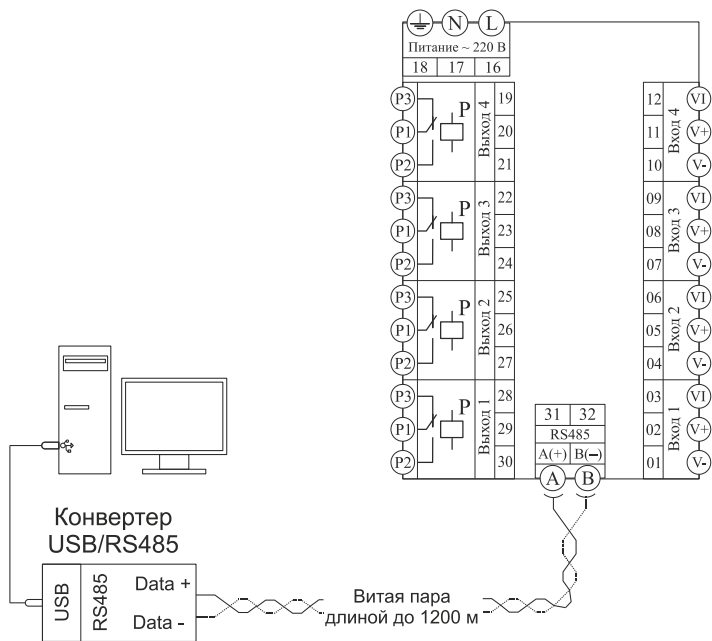 N L
Питание ~ 220 В
18 17 16
P3 19 12 VI
P1 P Выход 4 20 11 Вход 4 V+
P2 21 10 V-
P3 22 09 VI
P1 P Выход 3 23 08 Вход 3 V+
P2 24 07 V-
P3 25 06 VI
P1 P Выход 2 26 05 Вход 2 V+
P2 27 04 V-
P3 28 03 VI
P1 P Выход 1 29 02 Вход 1 V+
P2 30 01 V-
31 32
RS485
A(+) B(—)
A B
Конвертер
USB/RS485
USB RS485 Data +
Data -
Витая пара
длиной до 1200 м